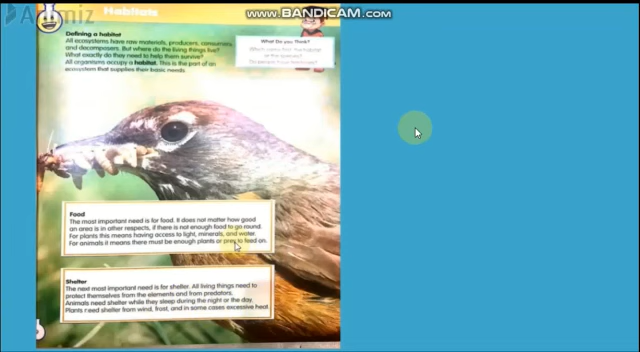 Animiz
Habitats
www.BANDICAM.com
Defining a habitat
All ecosystems have raw materials, producers, consumers,
and decomposers. But where do the living things live?
What exactly do they need to help them survive?
All organisms occupy a habitat. This is the part of an
ecosystem that supplies their basic needs.
What Do you Think?
Food
The most important need is for food. It does not matter how good
an area is in other respects, if there is not enough food to go round.
For plants this means having access to light, minerals, and water.
For animals it means there must be enough plants or prey to feed on.
Shelter
The next most important need is for shelter. All living things need to
protect themselves from the elements and from predators.
Animals need shelter while they sleep during the night or the day.
Plants need shelter from wind, frost, and in some cases excessive heat.